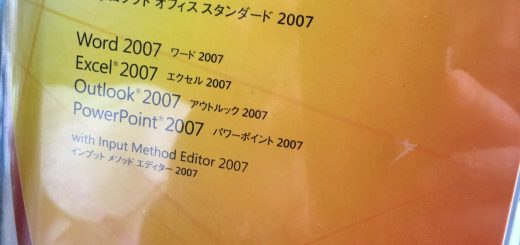 オフィス スタンダード 2007
Word 2007 ワード 2007
Excel® 2007 エクセル 2007
Outlook® 2007 アウトルック 2007
PowerPoint® 2007 パワーポイント 2007
with Input Method Editor 2007
インプット メソッド エディター 2007